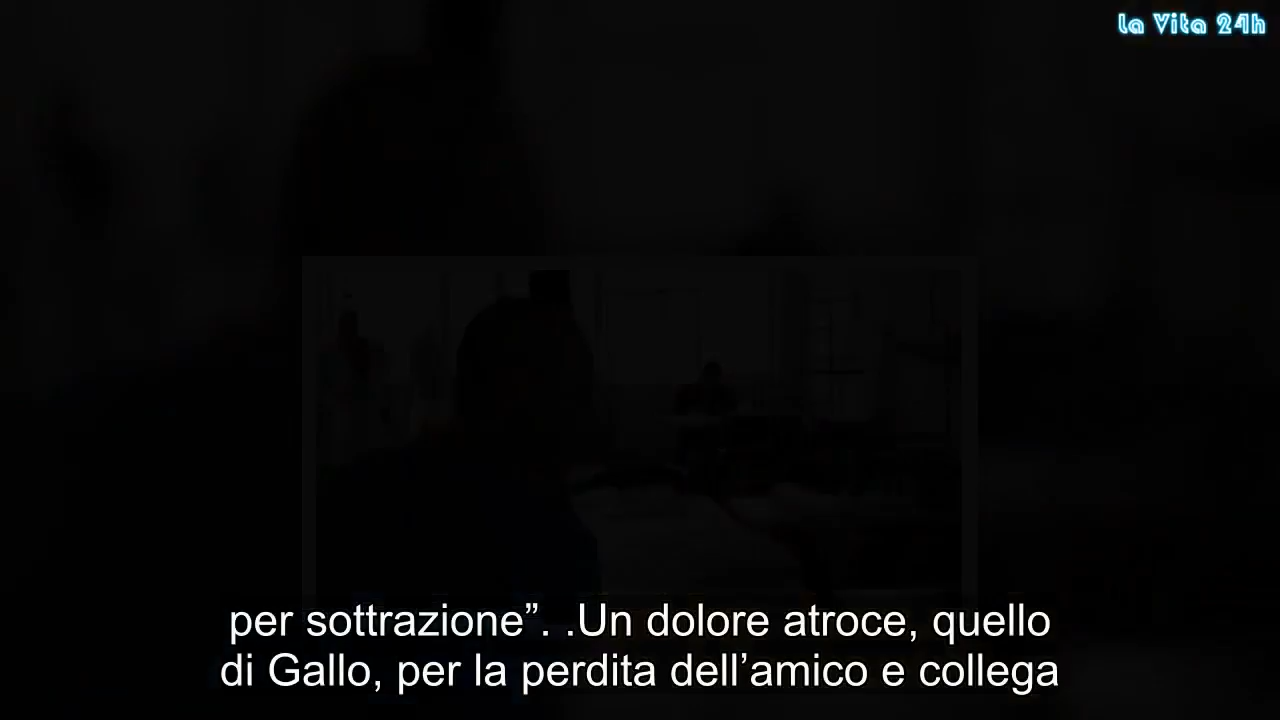 La Vita 24h
per sottrazione”. .Un dolore atroce, quello
di Gallo, per la perdita dell’amico e collega